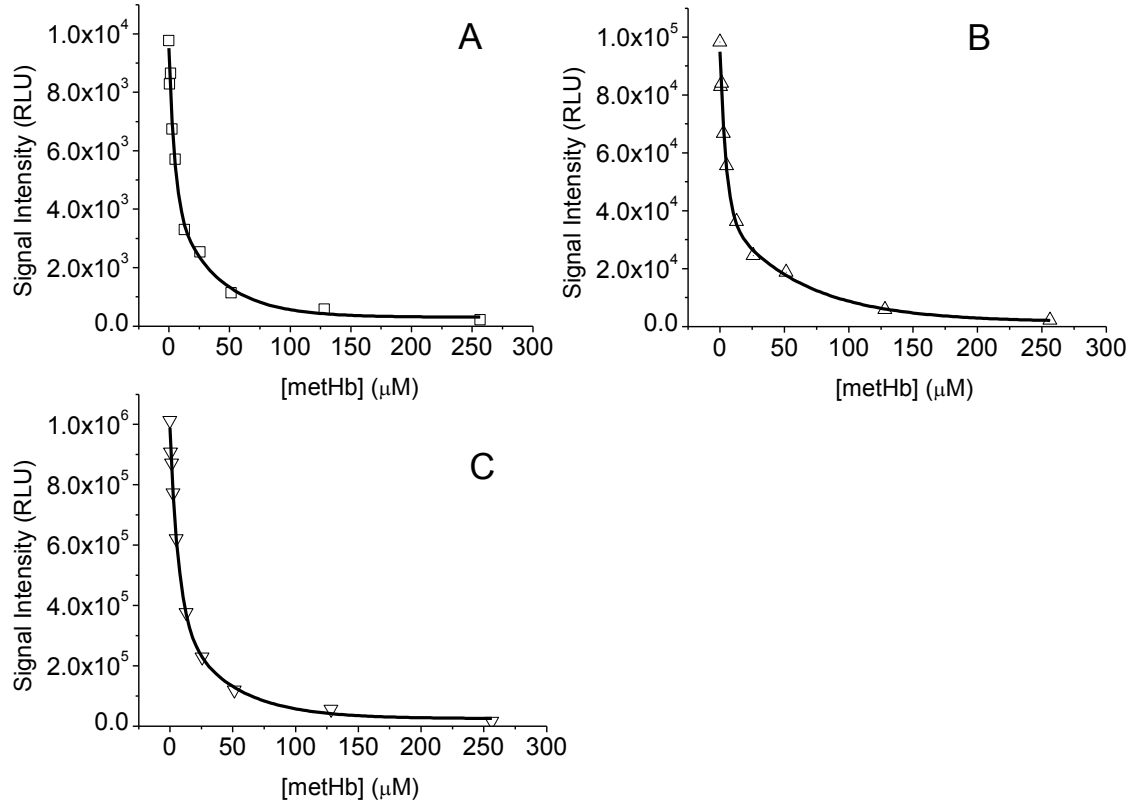 A
Signal Intensity (RLU)
1.0x10⁴
8.0x10³
6.0x10³
4.0x10³
2.0x10³
0.0
0 50 100 150 200 250 300
[metHb] (μM)
B
Signal Intensity (RLU)
1.0x10⁵
8.0x10⁴
6.0x10⁴
4.0x10⁴
2.0x10⁴
0.0
0 50 100 150 200 250 300
[metHb] (μM)
C
Signal Intensity (RLU)
1.0x10⁶
8.0x10⁵
6.0x10⁵
4.0x10⁵
2.0x10⁵
0.0
0 50 100 150 200 250 300
[metHb] (μM)